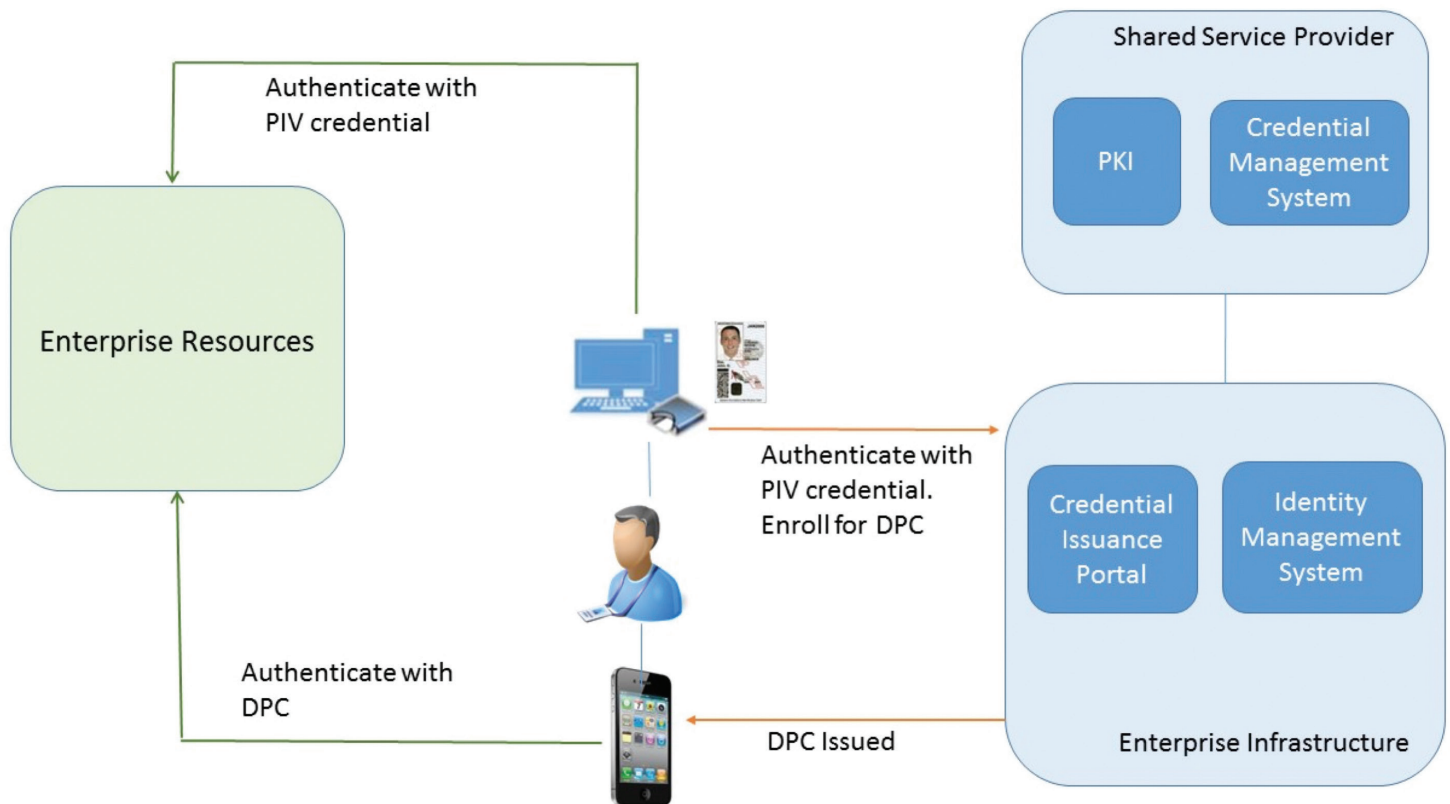 Shared Service Provider
Authenticate with
PIV credential
PKI
Credential
Management
System
Enterprise Resources
Authenticate with
PIV credential.
Enroll for DPC
Credential
Issuance
Portal
Identity
Management
System
Authenticate with
DPC
DPC Issued
Enterprise Infrastructure